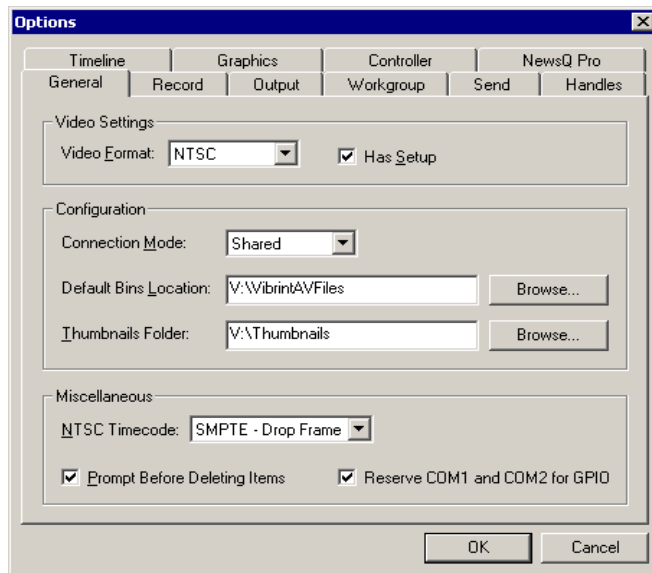 Options
Timeline Graphics Controller NewsQ Pro
General Record Output Workgroup Send Handles
Video Settings
Video Format: NTSC Has Setup
Configuration
Connection Mode: Shared
Default Bins Location: V:\VibrintAVFiles Browse...
Thumbnails Folder: V:\Thumbnails Browse...
Miscellaneous
NTSC Timecode: SMPTE - Drop Frame
Prompt Before Deleting Items Reserve COM1 and COM2 for GPIO
OK Cancel